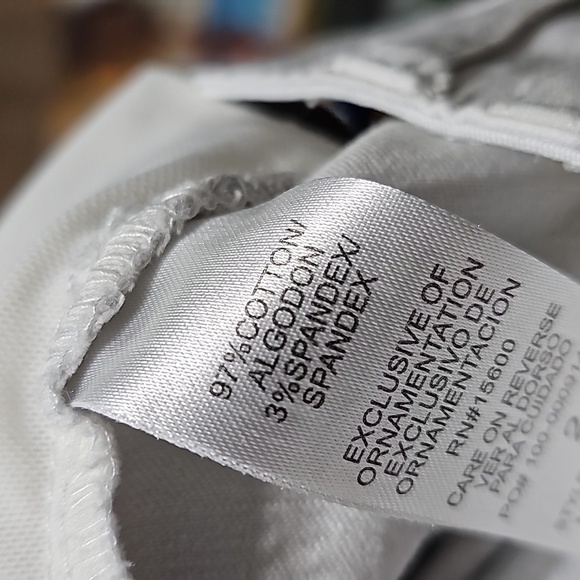 97%COTTON/
ALGODON
3%SPANDEX/
SPANDEX
EXCLUSIVE OF
ORNAMENTATION
EXCLUSIVO DE
ORNAMENTACION
RN#15600
CARE ON REVERSE
VER AL DORSO
PARA CUIDADO
PO#